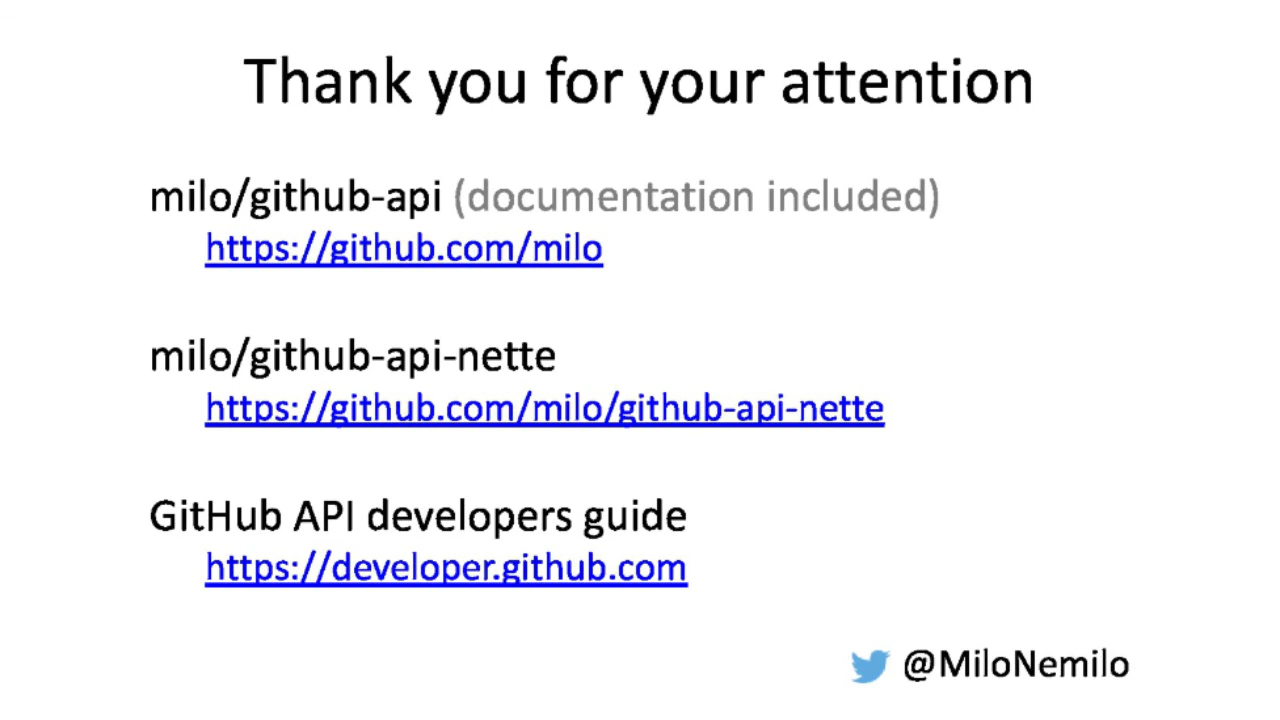 Thank you for your attention
milo/github-api (documentation included)
https://github.com/milo
milo/github-api-nette
https://github.com/milo/github-api-nette
GitHub API developers guide
https://developer.github.com
@MiloNemilo